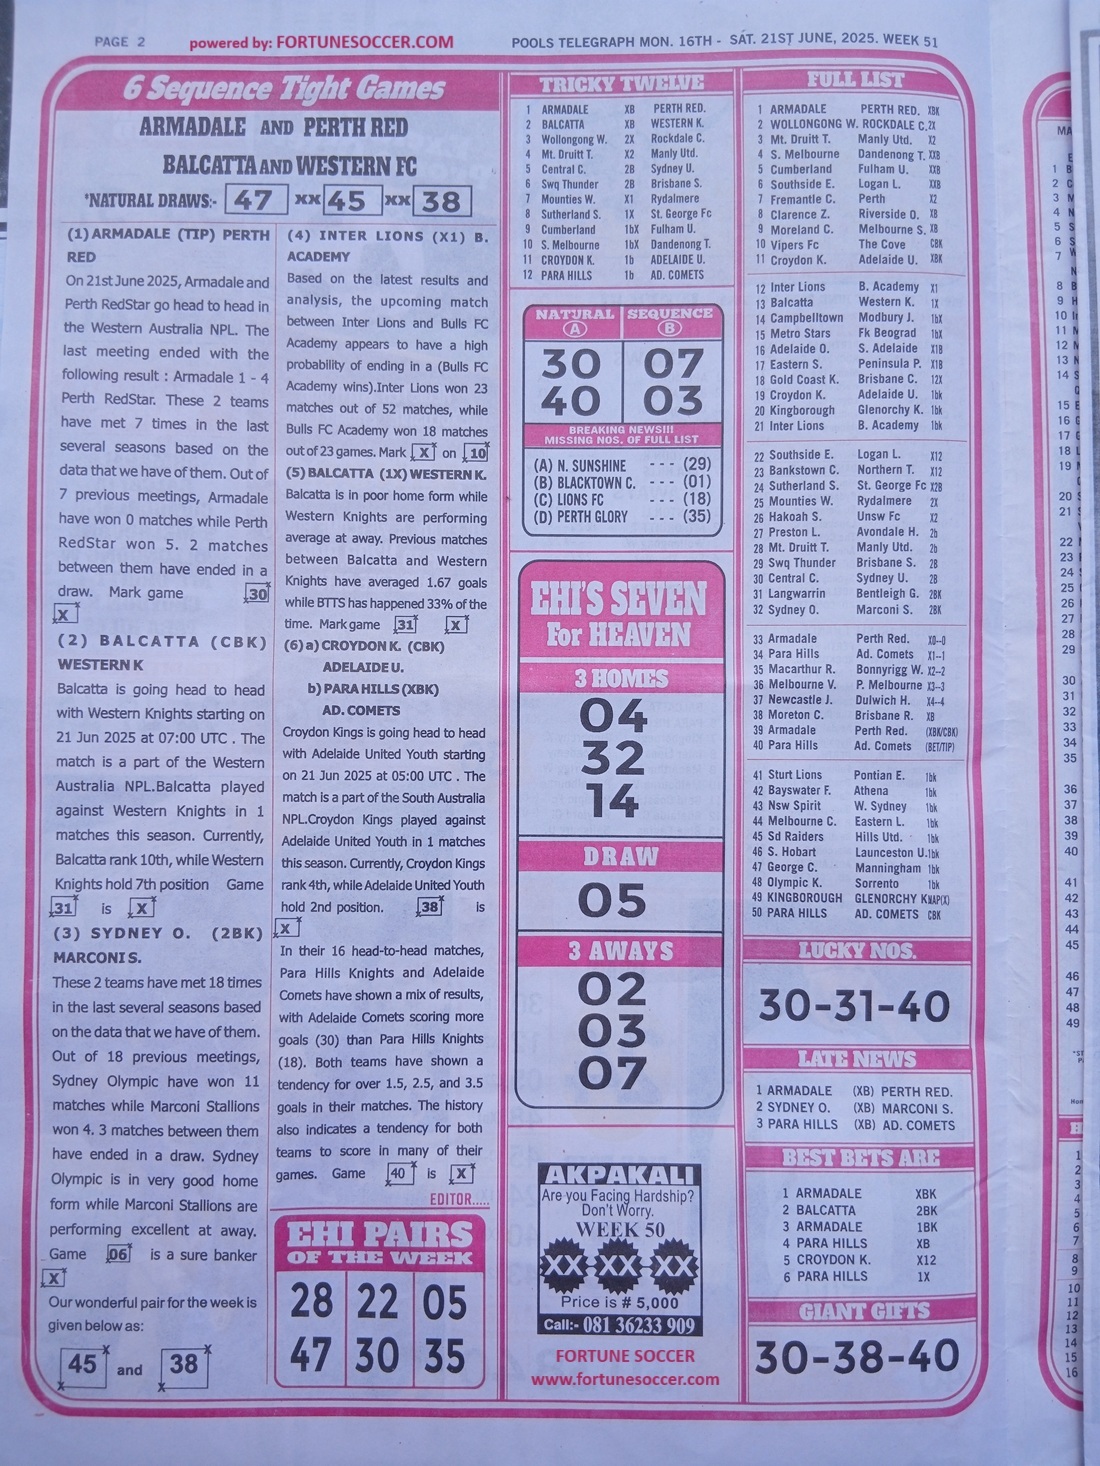 PAGE 2
powered by: FORTUNESOCCER.COM
POOLS TELEGRAPH MON. 16TH - SAT. 21ST JUNE, 2025. WEEK 51
6 Sequence Tight Games
ARMADALE AND PERTH RED
BALCATTA AND WESTERN FC
*NATURAL DRAWS:- 47 XX 45 XX 38
(1) ARMADALE (TIP) PERTH
RED
On 21st June 2025, Armadale and
Perth RedStar go head to head in
the Western Australia NPL. The
last meeting ended with the
following result : Armadale 1 - 4
Perth RedStar. These 2 teams
have met 7 times in the last
several seasons based on the
data that we have of them. Out of
7 previous meetings, Armadale
have won 0 matches while Perth
RedStar won 5. 2 matches
between them have ended in a
draw. Mark game 30
X
(2) BALCATTA (CBK)
WESTERN K
Balcatta is going head to head
with Western Knights starting on
21 Jun 2025 at 07:00 UTC . The
match is a part of the Western
Australia NPL.Balcatta played
against Western Knights in 1
matches this season. Currently,
Balcatta rank 10th, while Western
Knights hold 7th position Game
31 is X
(3) SYDNEY O. (2BK)
MARCONI S.
These 2 teams have met 18 times
in the last several seasons based
on the data that we have of them.
Out of 18 previous meetings,
Sydney Olympic have won 11
matches while Marconi Stallions
won 4. 3 matches between them
have ended in a draw. Sydney
Olympic is in very good home
form while Marconi Stallions are
performing excellent at away.
Game 06 is a sure banker
X
Our wonderful pair for the week is
given below as:
45 and 38
(4) INTER LIONS (X1) B.
ACADEMY
Based on the latest results and
analysis, the upcoming match
between Inter Lions and Bulls FC
Academy appears to have a high
probability of ending in a (Bulls FC
Academy wins).Inter Lions won 23
matches out of 52 matches, while
Bulls FC Academy won 18 matches
out of 23 games. Mark X on 10
(5) BALCATTA (1X) WESTERN K.
Balcatta is in poor home form while
Western Knights are performing
average at away. Previous matches
between Balcatta and Western
Knights have averaged 1.67 goals
while BTTS has happened 33% of the
time. Mark game 31 X
(6) a) CROYDON K. (CBK)
ADELAIDE U.
b) PARA HILLS (XBK)
AD. COMETS
Croydon Kings is going head to head
with Adelaide United Youth starting
on 21 Jun 2025 at 05:00 UTC . The
match is a part of the South Australia
NPL.Croydon Kings played against
Adelaide United Youth in 1 matches
this season. Currently, Croydon Kings
rank 4th, while Adelaide United Youth
hold 2nd position. 38 is
X
In their 16 head-to-head matches,
Para Hills Knights and Adelaide
Comets have shown a mix of results,
with Adelaide Comets scoring more
goals (30) than Para Hills Knights
(18). Both teams have shown a
tendency for over 1.5, 2.5, and 3.5
goals in their matches. The history
also indicates a tendency for both
teams to score in many of their
games. Game 40 is X
EDITOR.....
EHI PAIRS
OF THE WEEK
28 22 05
47 30 35
TRICKY TWELVE
1 ARMADALE XB PERTH RED.
2 BALCATTA XB WESTERN K.
3 Wollongong W. 2X Rockdale C.
4 Mt. Druitt T. X2 Manly Utd.
5 Central C. 2B Sydney U.
6 Swq Thunder 2B Brisbane S.
7 Mounties W. X1 Rydalmere
8 Sutherland S. 1X St. George Fc
9 Cumberland 1bX Fulham U.
10 S. Melbourne 1bX Dandenong T.
11 CROYDON K. 1b ADELAIDE U.
12 PARA HILLS 1b AD. COMETS
NATURAL A SEQUENCE B
30 07
40 03
BREAKING NEWS!!!
MISSING NOS. OF FULL LIST
(A) N. SUNSHINE - - - (29)
(B) BLACKTOWN C. - - - (01)
(C) LIONS FC - - - (18)
(D) PERTH GLORY - - - (35)
EHI'S SEVEN
For HEAVEN
3 HOMES
04
32
14
DRAW
05
3 AWAYS
02
03
07
AKPAKALI
Are you Facing Hardship?
Don't Worry.
WEEK 50
XX XX XX
Price is # 5,000
Call:- 081 36233 909
FORTUNE SOCCER
www.fortunesoccer.com
FULL LIST
1 ARMADALE PERTH RED. XBK
2 WOLLONGONG W. ROCKDALE C. 2X
3 Mt. Druitt T. Manly Utd. X2
4 S. Melbourne Dandenong T. XXB
5 Cumberland Fulham U. XXB
6 Southside E. Logan L. XXB
7 Fremantle C. Perth X2
8 Clarence Z. Riverside O. XB
9 Moreland C. Melbourne S. XB
10 Vipers Fc The Cove CBK
11 Croydon K. Adelaide U. XBK
12 Inter Lions B. Academy X1
13 Balcatta Western K. 1X
14 Campbelltown Modbury J. 1bX
15 Metro Stars Fk Beograd 1bX
16 Adelaide O. S. Adelaide X1B
17 Eastern S. Peninsula P. X1B
18 Gold Coast K. Brisbane C. 12X
19 Croydon K. Adelaide U. 1bk
20 Kingborough Glenorchy K. 1bk
21 Inter Lions B. Academy 1bk
22 Southside E. Logan L. X12
23 Bankstown C. Northern T. X12
24 Sutherland S. St. George Fc X2B
25 Mounties W. Rydalmere 2X
26 Hakoah S. Unsw Fc X2
27 Preston L. Avondale H. 2b
28 Mt. Druitt T. Manly Utd. 2b
29 Swq Thunder Brisbane S. 2B
30 Central C. Sydney U. 2B
31 Langwarrin Bentleigh G. 2BK
32 Sydney O. Marconi S. 2BK
33 Armadale Perth Red. X0--0
34 Para Hills Ad. Comets X1--1
35 Macarthur R. Bonnyrigg W. X2--2
36 Melbourne V. P. Melbourne X3--3
37 Newcastle J. Dulwich H. X4--4
38 Moreton C. Brisbane R. XB
39 Armadale Perth Red. (XBK/CBK)
40 Para Hills Ad. Comets (BET/TIP)
41 Sturt Lions Pontian E. 1bk
42 Bayswater F. Athena 1bk
43 Nsw Spirit W. Sydney 1bk
44 Melbourne C. Eastern L. 1bk
45 Sd Raiders Hills Utd. 1bk
46 S. Hobart Launceston U. 1bk
47 George C. Manningham 1bk
48 Olympic K. Sorrento 1bk
49 KINGBOROUGH GLENORCHY K NAP(X)
50 PARA HILLS AD. COMETS CBK
LUCKY NOS.
30-31-40
LATE NEWS
1 ARMADALE (XB) PERTH RED.
2 SYDNEY O. (XB) MARCONI S.
3 PARA HILLS (XB) AD. COMETS
BEST BETS ARE
1 ARMADALE XBK
2 BALCATTA 2BK
3 ARMADALE 1BK
4 PARA HILLS XB
5 CROYDON K. X12
6 PARA HILLS 1X
GIANT GIFTS
30-38-40